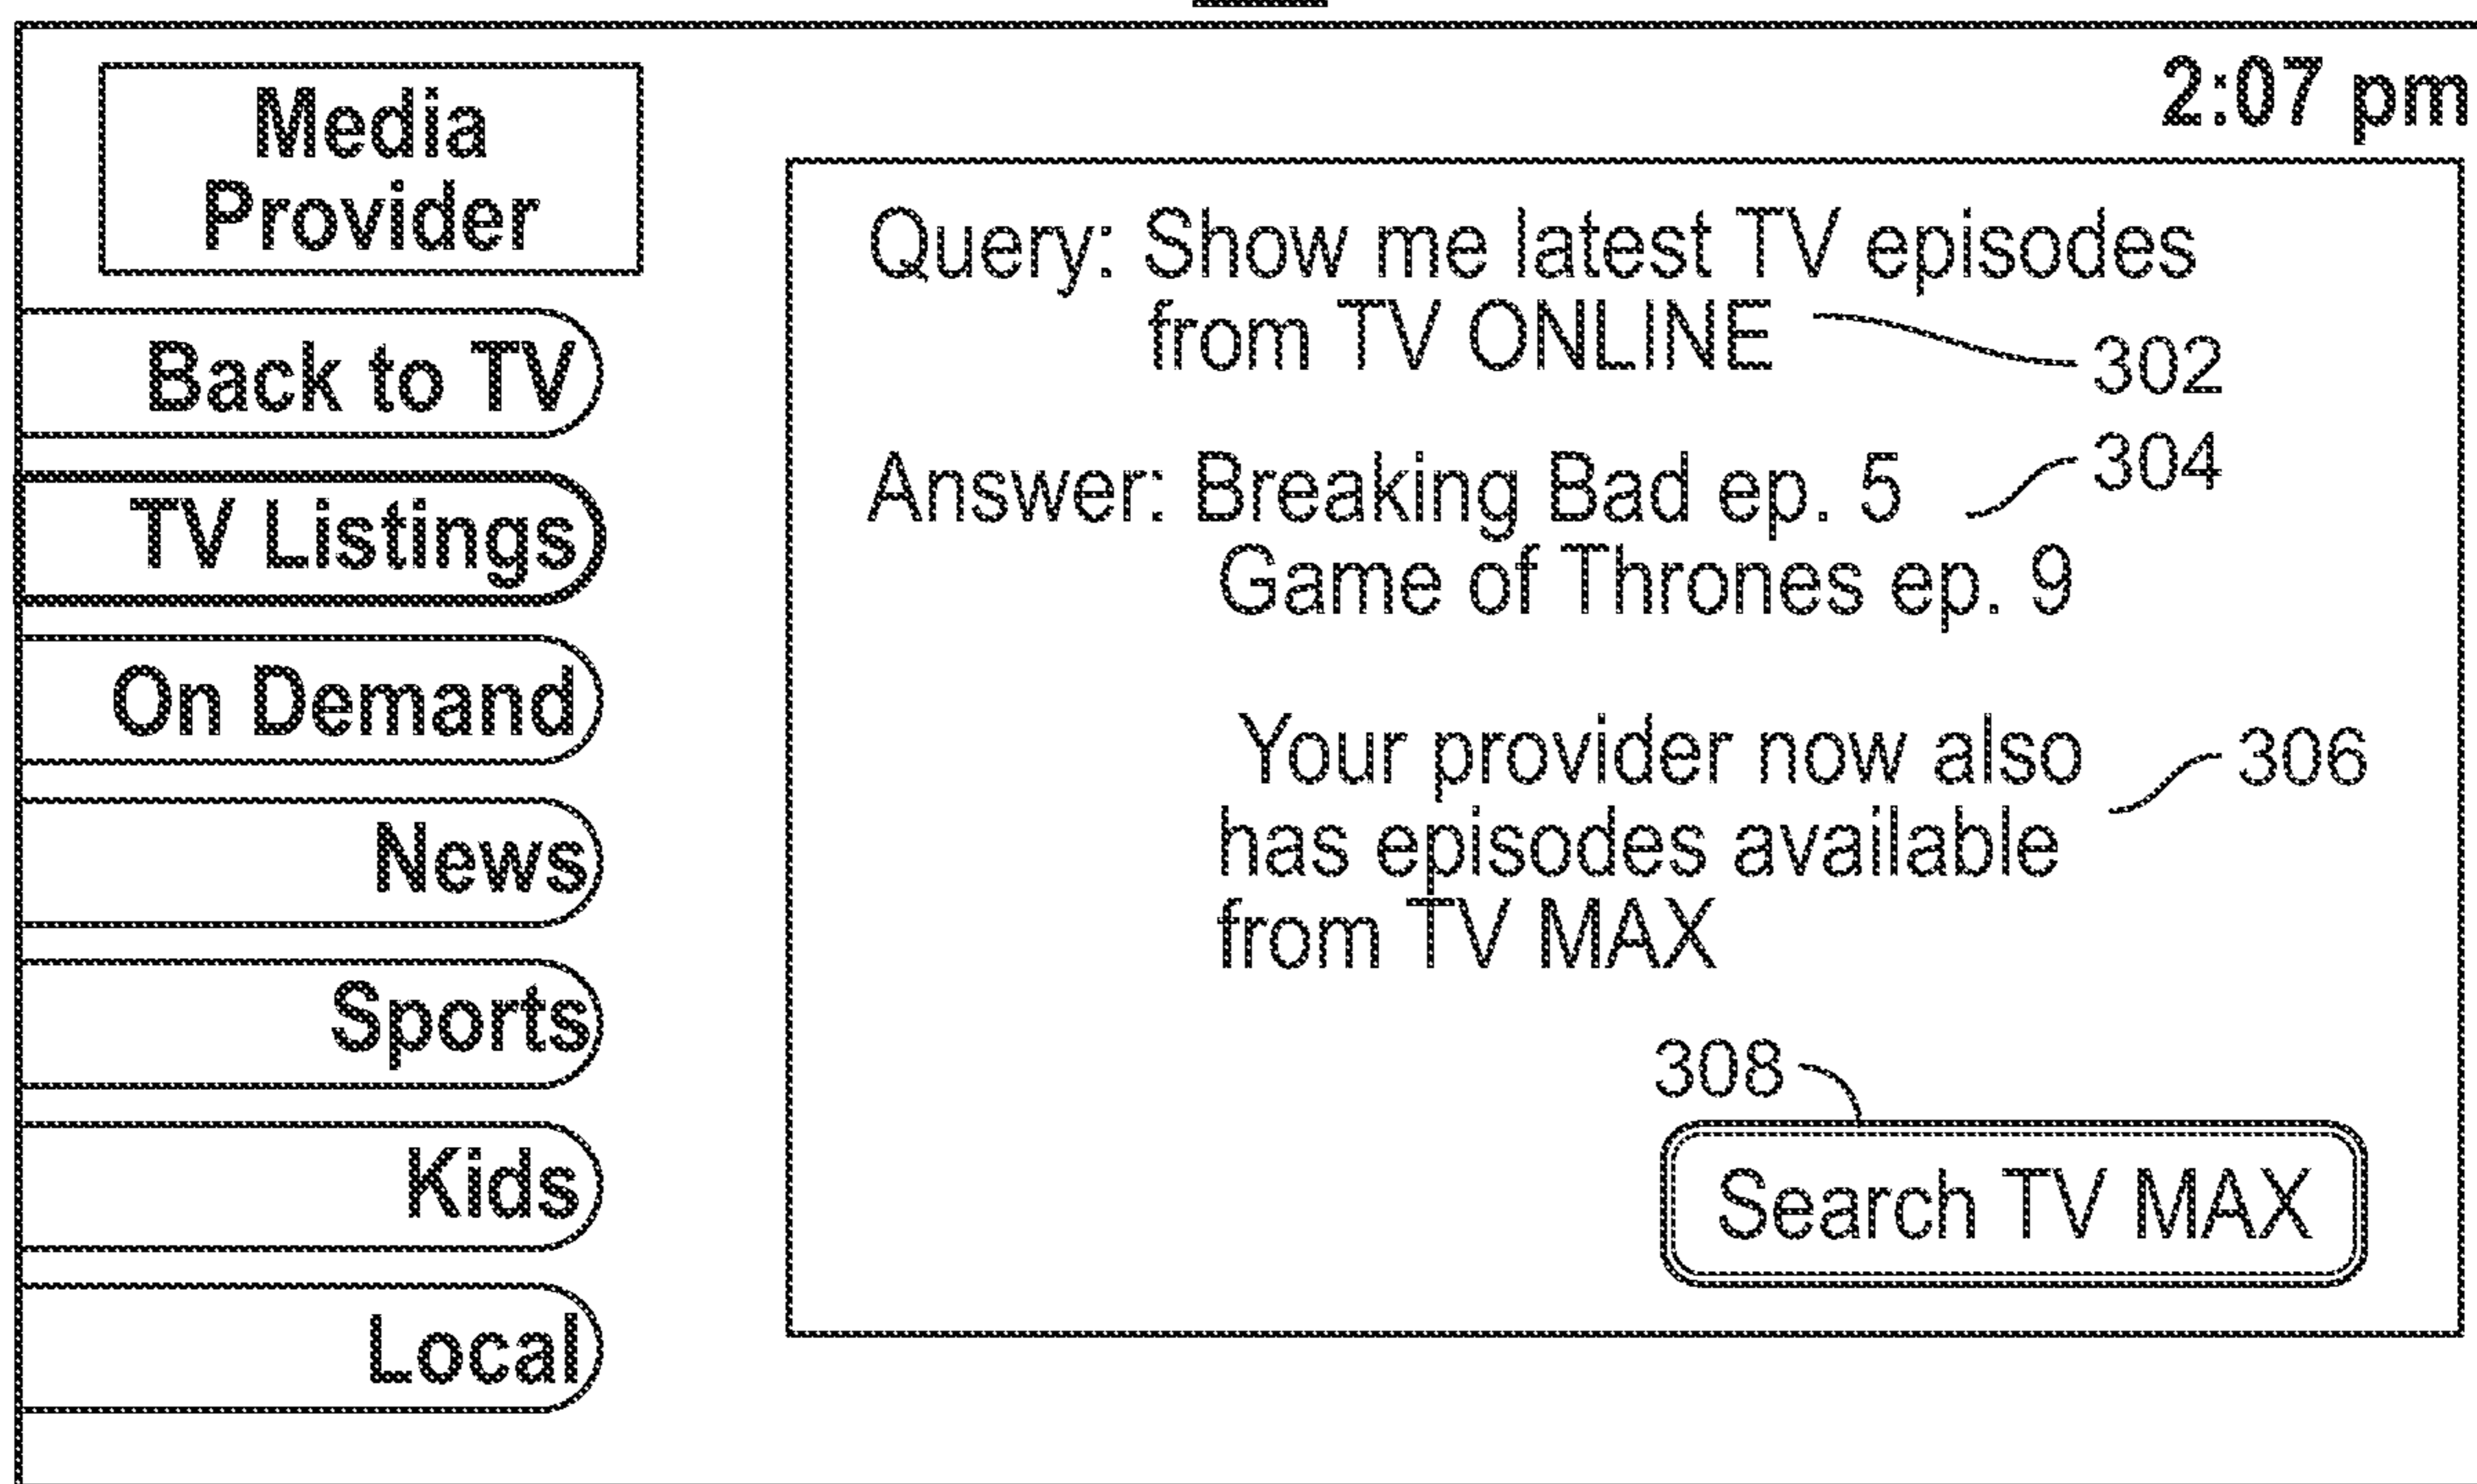 2:07 pm
Media
Provider
Back to TV
TV Listings
On Demand
News
Sports
Kids
Local
Query: Show me latest TV episodes
from TV ONLINE
302
Answer: Breaking Bad ep. 5
304
Game of Thrones ep. 9
Your provider now also
306
has episodes available
from TV MAX
308
Search TV MAX